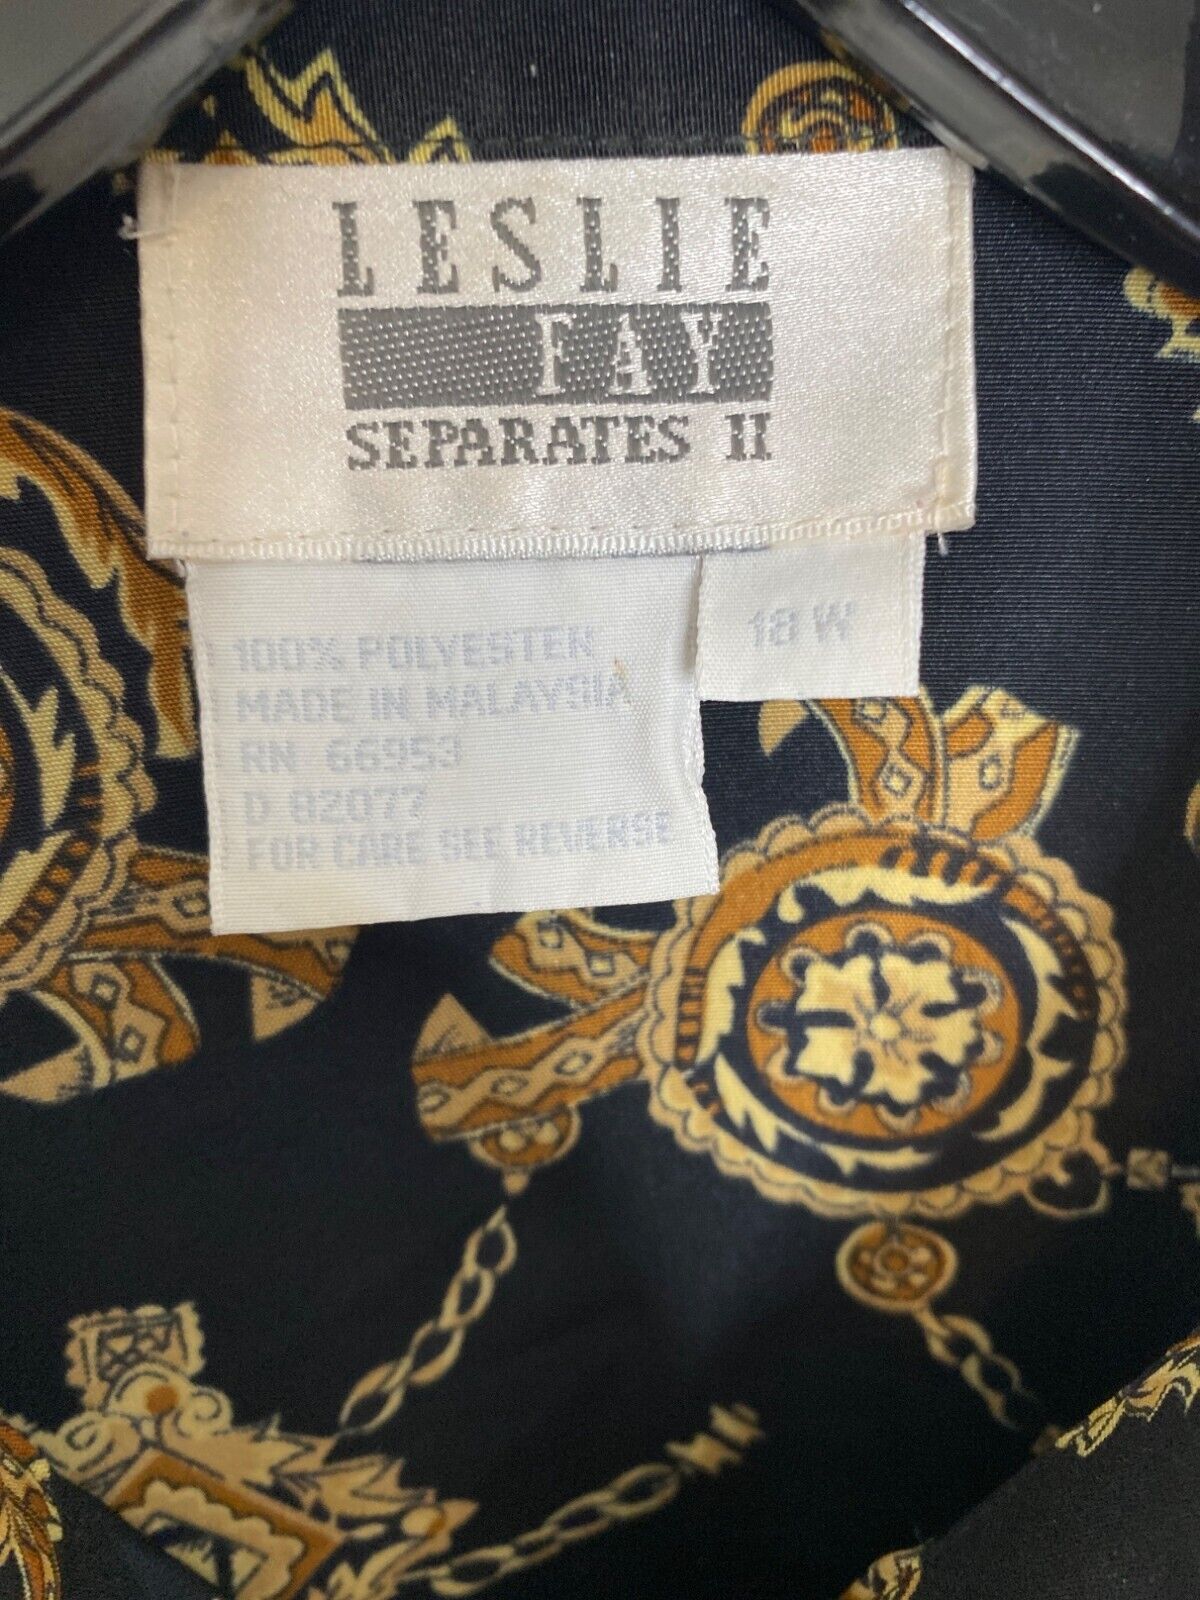 LESLIE
FAY
SEPARATES II
18 W
100% POLYESTER
MADE IN MALAYSIA
RN 66953
D 82077
FOR CARE SEE REVERSE